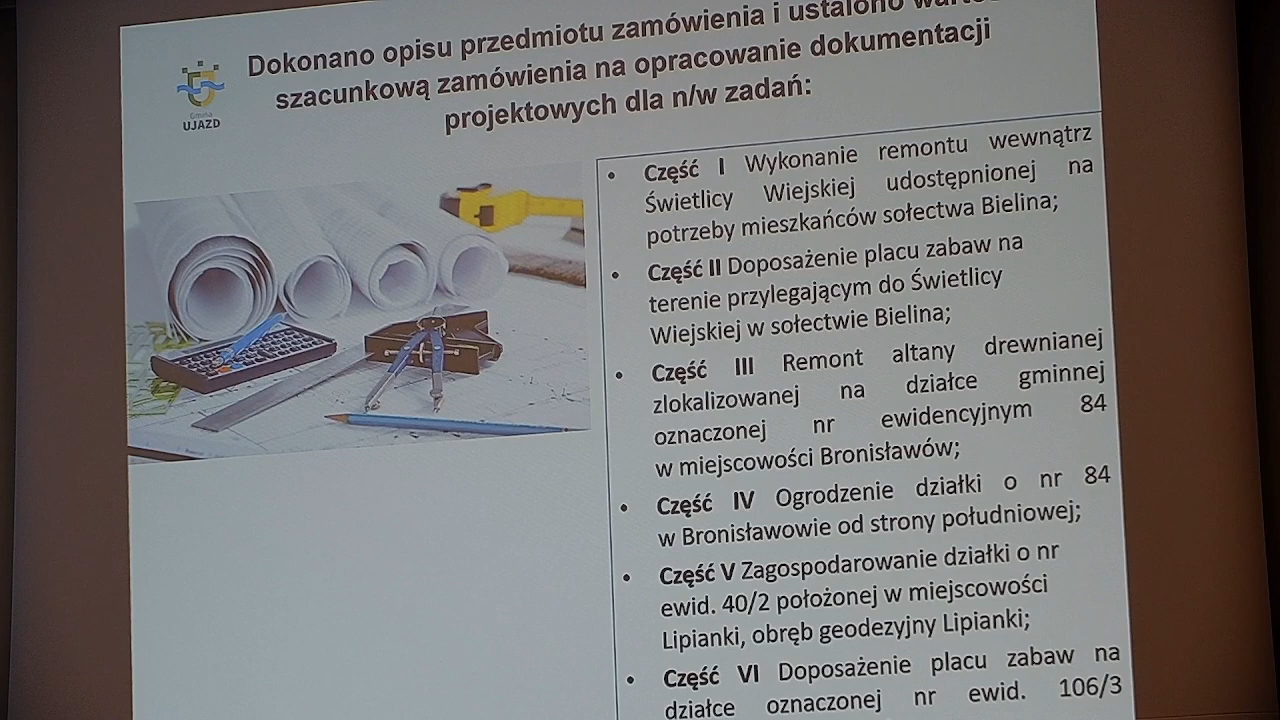 Dokonano opisu przedmiotu zamówienia i ustalono
szacunkową zamówienia na opracowanie dokumentacji
projektowych dla n/w zadań:
Gmina
UJAZD
• Część I Wykonanie remontu wewnątrz
Świetlicy Wiejskiej udostępnionej na
potrzeby mieszkańców sołectwa Bielina;
• Część II Doposażenie placu zabaw na
terenie przylegającym do Świetlicy
Wiejskiej w sołectwie Bielina;
• Część III Remont altany drewnianej
zlokalizowanej na działce gminnej
oznaczonej nr ewidencyjnym 84
w miejscowości Bronisławów;
• Część IV Ogrodzenie działki o nr 84
w Bronisławowie od strony południowej;
• Część V Zagospodarowanie działki o nr
ewid. 40/2 położonej w miejscowości
Lipianki, obręb geodezyjny Lipianki;
• Część VI Doposażenie placu zabaw na
działce oznaczonej nr ewid. 106/3